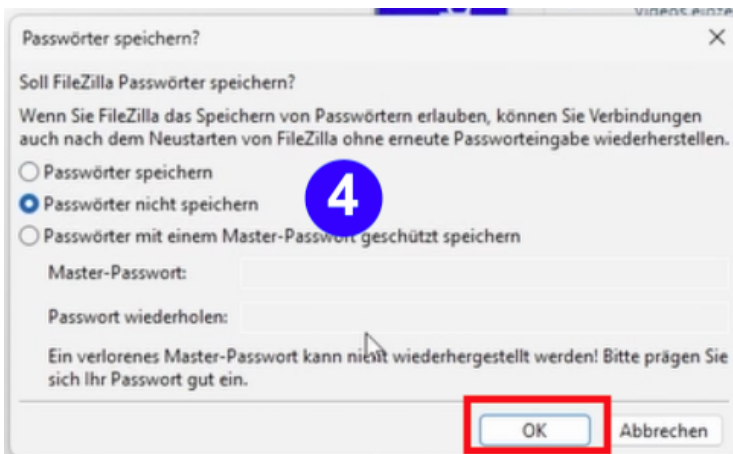 Videos einze
Passwörter speichern?
Soll FileZilla Passwörter speichern?
Wenn Sie FileZilla das Speichern von Passwörtern erlauben, können Sie Verbindungen
auch nach dem Neustarten von FileZilla ohne erneute Passworteingabe wiederherstellen.
Passwörter speichern
Passwörter nicht speichern
4
Passwörter mit einem Master-Passwort geschützt speichern
Master-Passwort:
Passwort wiederholen:
Ein verlorenes Master-Passwort kann nicht wiederhergestellt werden! Bitte prägen Sie
sich Ihr Passwort gut ein.
OK Abbrechen